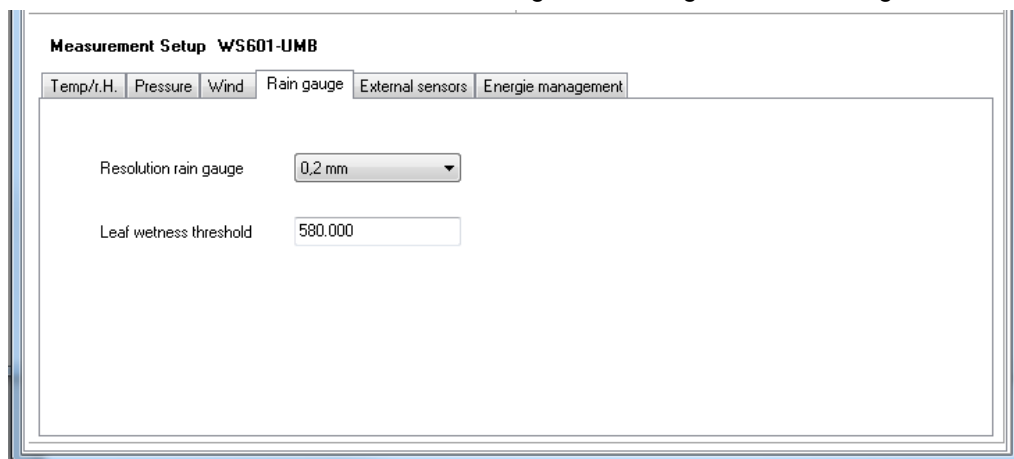 Measurement Setup WS601-UMB
Temp/r.H. Pressure Wind Rain gauge External sensors Energie management
Resolution rain gauge 0,2 mm
Leaf wetness threshold 580.000